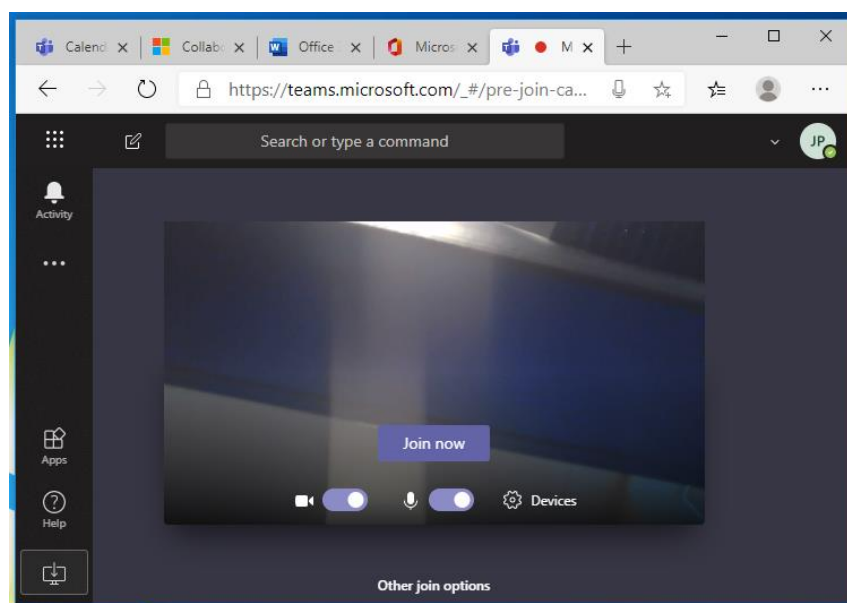 Calend
Collab
Office
Micros
M
https://teams.microsoft.com/_#/pre-join-ca...
Search or type a command
JP
Activity
Join now
Devices
Apps
Help
Other join options